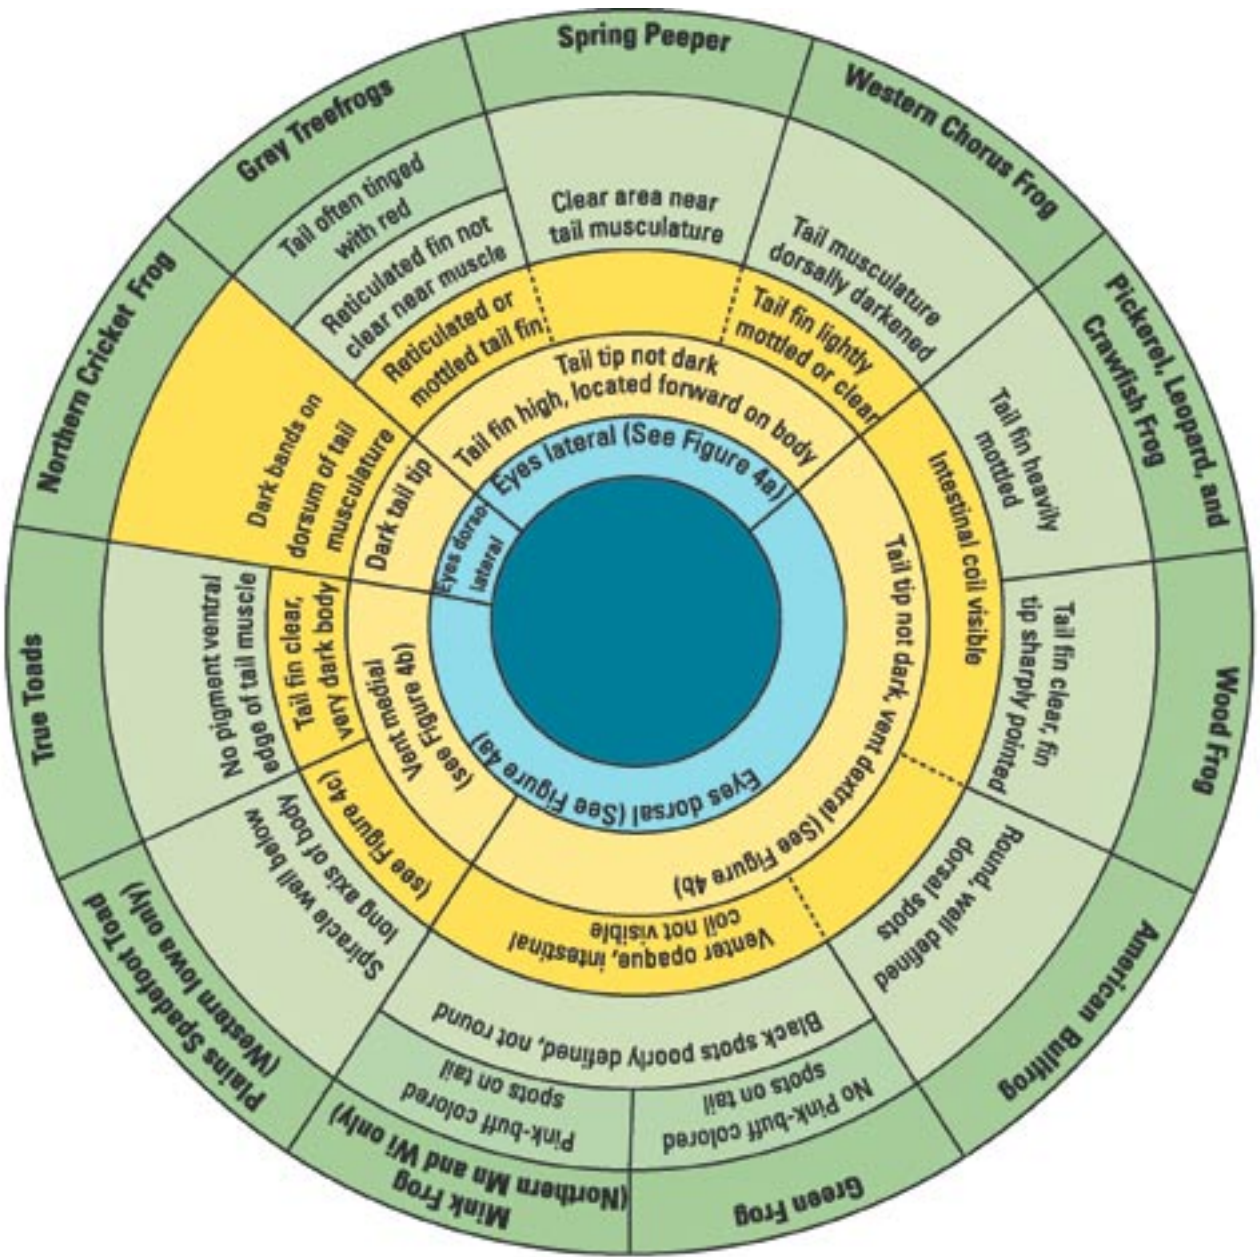 Spring Peeper
Western Chorus Frog
Pickerel, Leopard, and
Crawfish Frog
Wood Frog
American Bullfrog
Green Frog
Mink Frog
(Northern Mn and Wi only)
Plains Spadefoot Toad
(Western Iowa only)
True Toads
Northern Cricket Frog
Gray Treefrogs
Clear area near
tail musculature
Tail musculature
dorsally darkened
Tail fin heavily
mottled
Tail fin clear, fin
tip sharply pointed
Round, well defined
dorsal spots
Black spots poorly defined, not round
No Pink-buff colored
spots on tail
Pink-buff colored
spots on tail
Spiracle well below
long axis of body
No pigment ventral
edge of tail muscle
Dark bands on
dorsum of tail
musculature
Tail often tinged
with red
Reticulated fin not
clear near muscle
Reticulated or
mottled tail fin
Tail fin lightly
mottled or clear
Intestinal coil visible
Venter opaque, intestinal
coil not visible
(see Figure 4c)
Tail fin clear,
very dark body
Tail tip not dark
Tail fin high, located forward on body
Tail tip not dark, vent dextral (See Figure 4b)
Vent medial
(see Figure 4b)
Dark tail tip
Eyes lateral (See Figure 4a)
Eyes dorsal (See Figure 4a)
Eyes dorso-
lateral